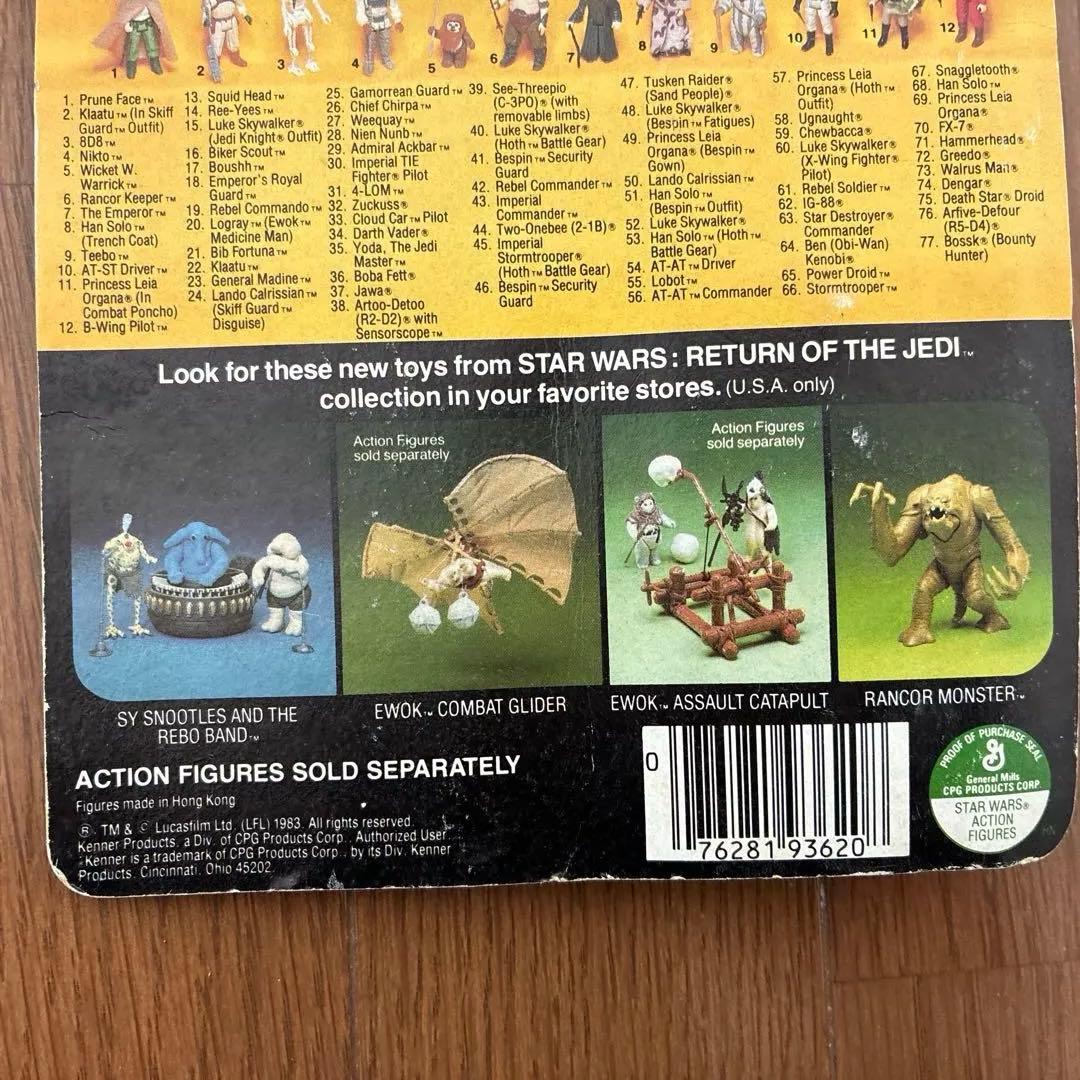 1 2 3 4 5 6 7 8 9 10 11 12
1. Prune Face™
2. Klaatu™ (In Skiff
Guard™ Outfit)
3. 8D8™
4. Nikto™
5. Wicket W.
Warrick™
6. Rancor Keeper™
7. The Emperor™
8. Han Solo™
(Trench Coat)
9. Teebo™
10. AT-ST Driver™
11. Princess Leia
Organa® (In
Combat Poncho)
12. B-Wing Pilot™
13. Squid Head™
14. Ree-Yees™
15. Luke Skywalker®
(Jedi Knight® Outfit)
16. Biker Scout™
17. Boushh™
18. Emperor's Royal
Guard™
19. Rebel Commando™
20. Logray™ (Ewok™
Medicine Man)
21. Bib Fortuna™
22. Klaatu™
23. General Madine™
24. Lando Calrissian™
(Skiff Guard™
Disguise)
25. Gamorrean Guard™
26. Chief Chirpa™
27. Weequay™
28. Nien Nunb™
29. Admiral Ackbar™
30. Imperial TIE
Fighter® Pilot
31. 4-LOM™
32. Zuckuss®
33. Cloud Car™ Pilot
34. Darth Vader®
35. Yoda, The Jedi
Master™
36. Boba Fett®
37. Jawa®
38. Artoo-Detoo
(R2-D2)® with
Sensorscope™
39. See-Threepio
(C-3PO)® (with
removable limbs)
40. Luke Skywalker®
(Hoth™ Battle Gear)
41. Bespin™ Security
Guard
42. Rebel Commander™
43. Imperial
Commander™
44. Two-Onebee (2-1B)®
45. Imperial
Stormtrooper®
(Hoth™ Battle Gear)
46. Bespin™ Security
Guard
47. Tusken Raider®
(Sand People)®
48. Luke Skywalker®
(Bespin™ Fatigues)
49. Princess Leia
Organa® (Bespin™
Gown)
50. Lando Calrissian™
51. Han Solo™
(Bespin™ Outfit)
52. Luke Skywalker®
53. Han Solo™ (Hoth™
Battle Gear)
54. AT-AT™ Driver
55. Lobot™
56. AT-AT™ Commander
57. Princess Leia
Organa® (Hoth™
Outfit)
58. Ugnaught®
59. Chewbacca®
60. Luke Skywalker®
(X-Wing Fighter®
Pilot)
61. Rebel Soldier™
62. IG-88®
63. Star Destroyer®
Commander
64. Ben (Obi-Wan)
Kenobi®
65. Power Droid™
66. Stormtrooper™
67. Snaggletooth®
68. Han Solo™
69. Princess Leia
Organa®
70. FX-7®
71. Hammerhead®
72. Greedo®
73. Walrus Man®
74. Dengar®
75. Death Star® Droid
76. Arfive-Defour
(R5-D4)®
77. Bossk® (Bounty
Hunter)
Look for these new toys from STAR WARS: RETURN OF THE JEDI™
collection in your favorite stores. (U.S.A. only)
Action Figures
sold separately
Action Figures
sold separately
SY SNOOTLES AND THE
REBO BAND™
EWOK™ COMBAT GLIDER
EWOK™ ASSAULT CATAPULT
RANCOR MONSTER™
ACTION FIGURES SOLD SEPARATELY
Figures made in Hong Kong
®, TM & © Lucasfilm Ltd. (LFL) 1983. All rights reserved.
Kenner Products, a Div. of CPG Products Corp., Authorized User
Kenner is a trademark of CPG Products Corp., by its Div. Kenner
Products, Cincinnati, Ohio 45202.
0 76281 93620
PROOF OF PURCHASE SEAL
G
General Mills
CPG PRODUCTS CORP.
STAR WARS®
ACTION
FIGURES